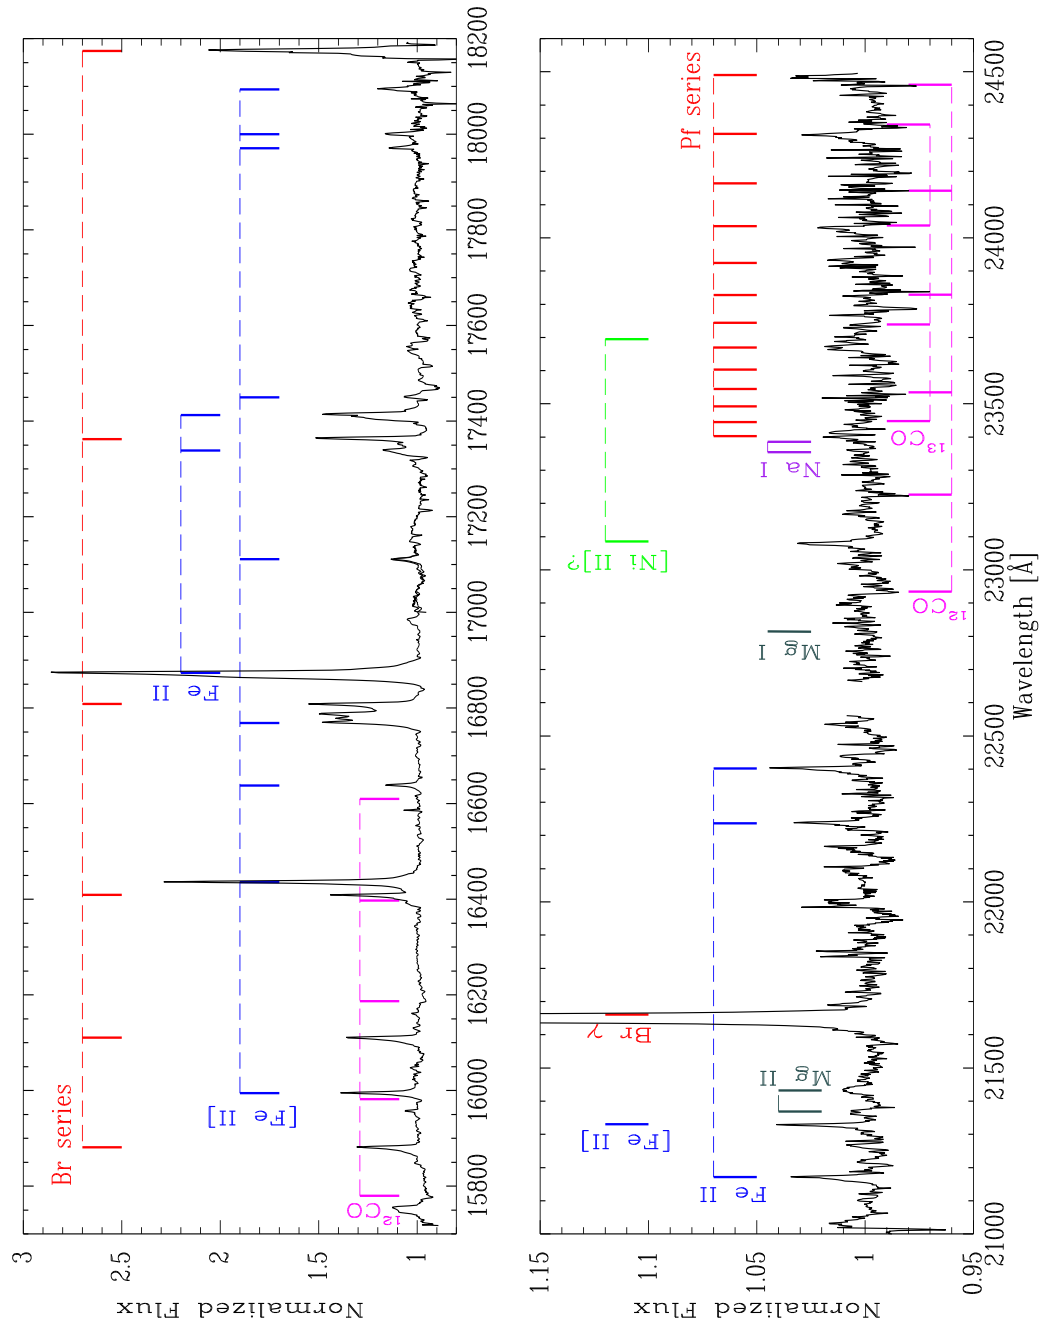 3
2.5
2
1.5
1
Normalized Flux
15800
16000
16200
16400
16600
16800
17000
17200
17400
17600
17800
18000
18200
Br series
[Fe II]
Fe II
¹²CO
1.15
1.1
1.05
1
0.95
Normalized Flux
21000
21500
22000
22500
23000
23500
24000
24500
Wavelength [Å]
[Fe II]
Fe II
Mg II
Br γ
Mg I
[Ni II]?
Na I
Pf series
¹²CO
¹³CO